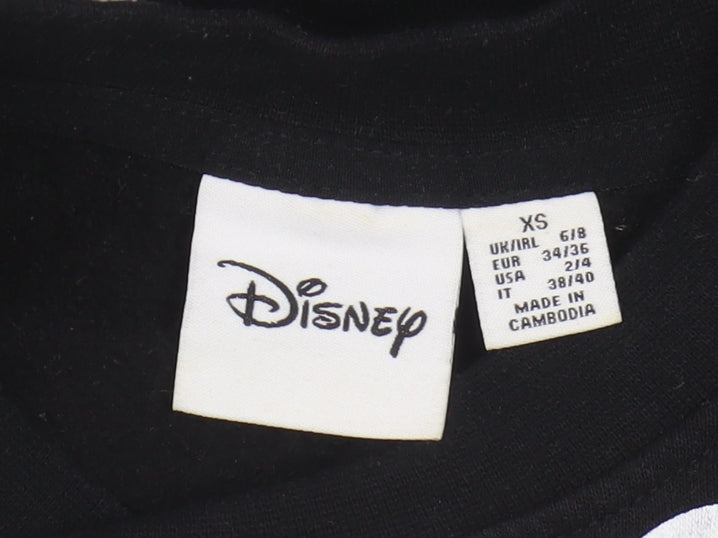 Disney
XS
UK/IRL 6/8
EUR 34/36
USA 2/4
IT 38/40
MADE IN
CAMBODIA